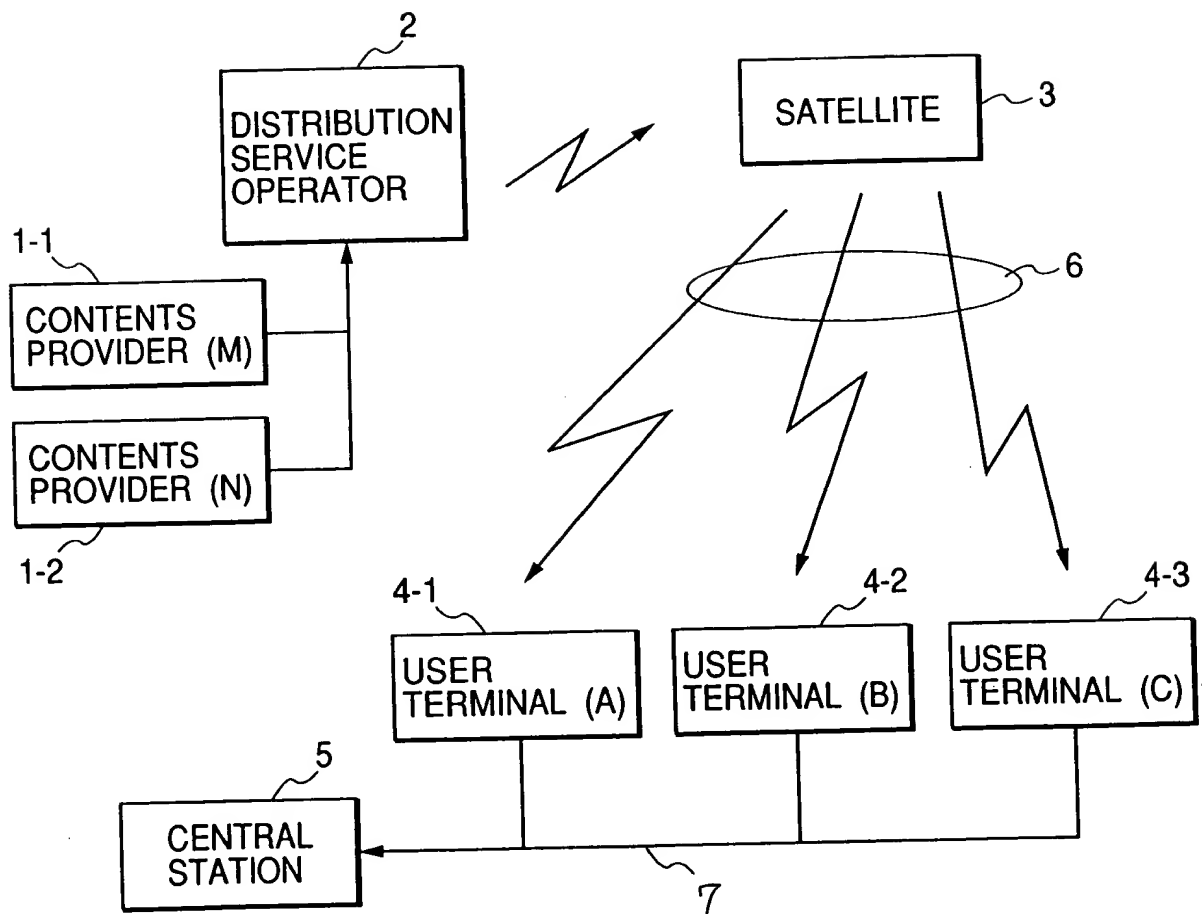 2
DISTRIBUTION
SERVICE
OPERATOR
SATELLITE
3
1-1
CONTENTS
PROVIDER (M)
6
CONTENTS
PROVIDER (N)
1-2
4-1
4-2
4-3
USER
TERMINAL (A)
USER
TERMINAL (B)
USER
TERMINAL (C)
5
CENTRAL
STATION
7